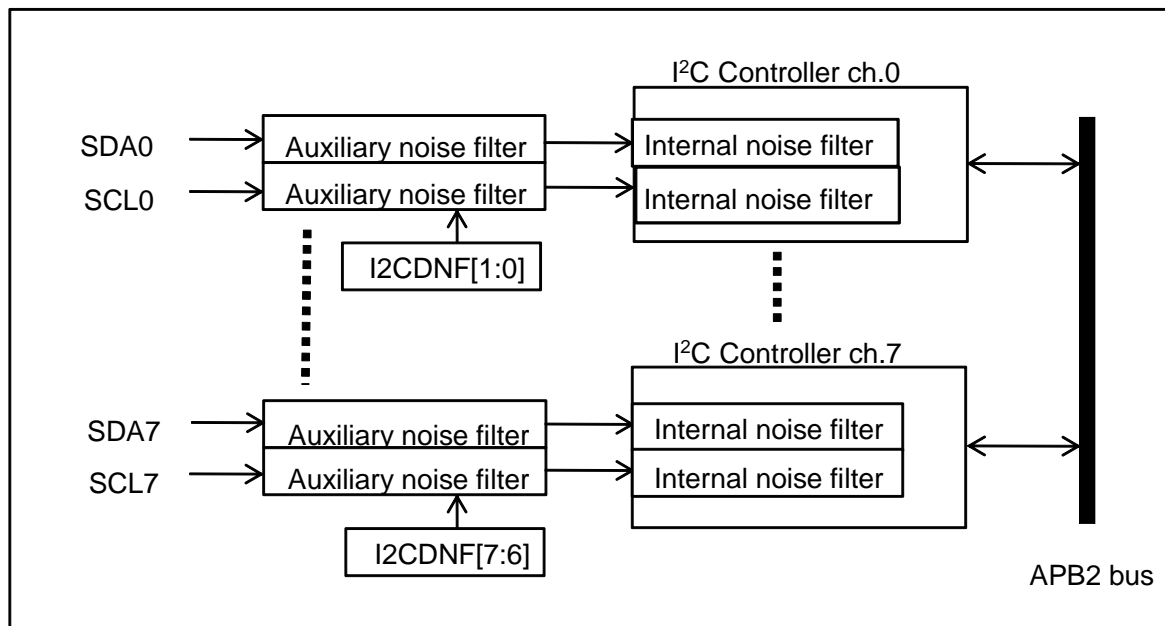 I²C Controller ch.0
SDA0
Auxiliary noise filter
Internal noise filter
SCL0
Auxiliary noise filter
Internal noise filter
I2CDNF[1:0]
I²C Controller ch.7
SDA7
Auxiliary noise filter
Internal noise filter
SCL7
Auxiliary noise filter
Internal noise filter
I2CDNF[7:6]
APB2 bus